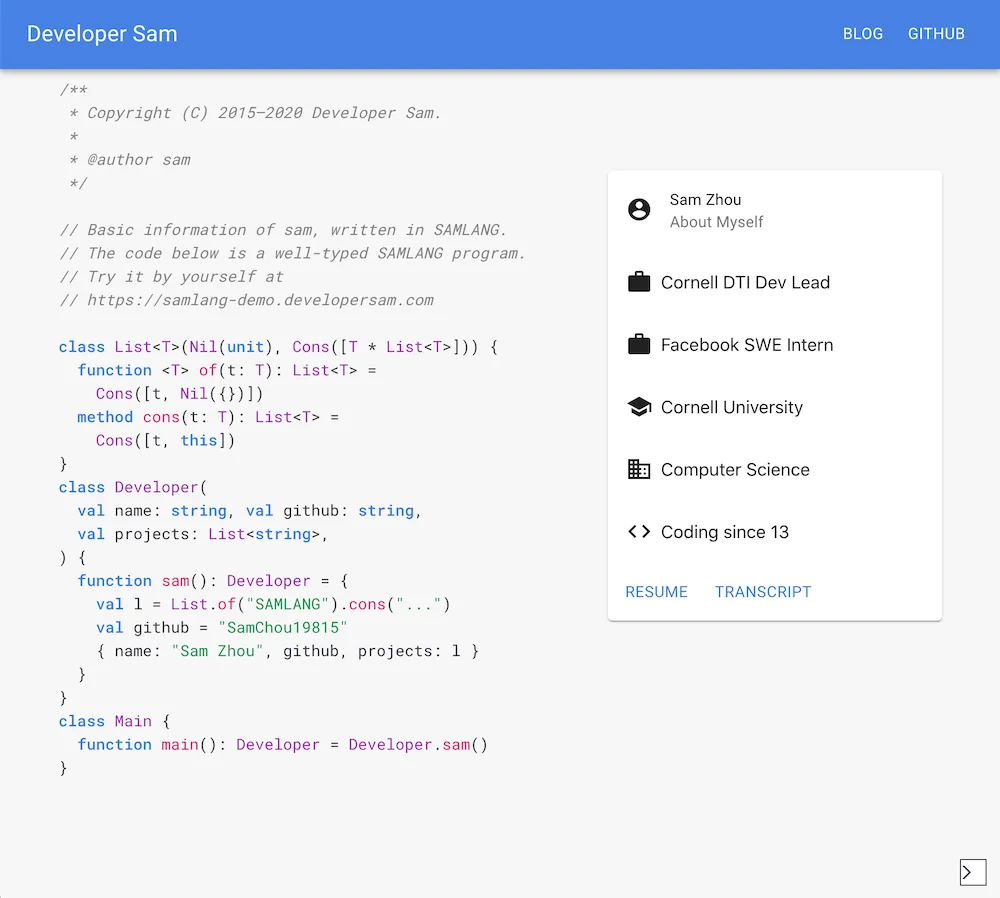 Developer Sam
BLOG
GITHUB
/**
 * Copyright (C) 2015–2020 Developer Sam.
 *
 * @author sam
 */
// Basic information of sam, written in SAMLANG.
// The code below is a well-typed SAMLANG program.
// Try it by yourself at
// https://samlang-demo.developersam.com
class List<T>(Nil(unit), Cons([T * List<T>])) {
  function <T> of(t: T): List<T> =
    Cons([t, Nil({})])
  method cons(t: T): List<T> =
    Cons([t, this])
}
class Developer(
  val name: string, val github: string,
  val projects: List<string>,
) {
  function sam(): Developer = {
    val l = List.of("SAMLANG").cons("...")
    val github = "SamChou19815"
    { name: "Sam Zhou", github, projects: l }
  }
}
class Main {
  function main(): Developer = Developer.sam()
}
Sam Zhou
About Myself
Cornell DTI Dev Lead
Facebook SWE Intern
Cornell University
Computer Science
Coding since 13
RESUME
TRANSCRIPT